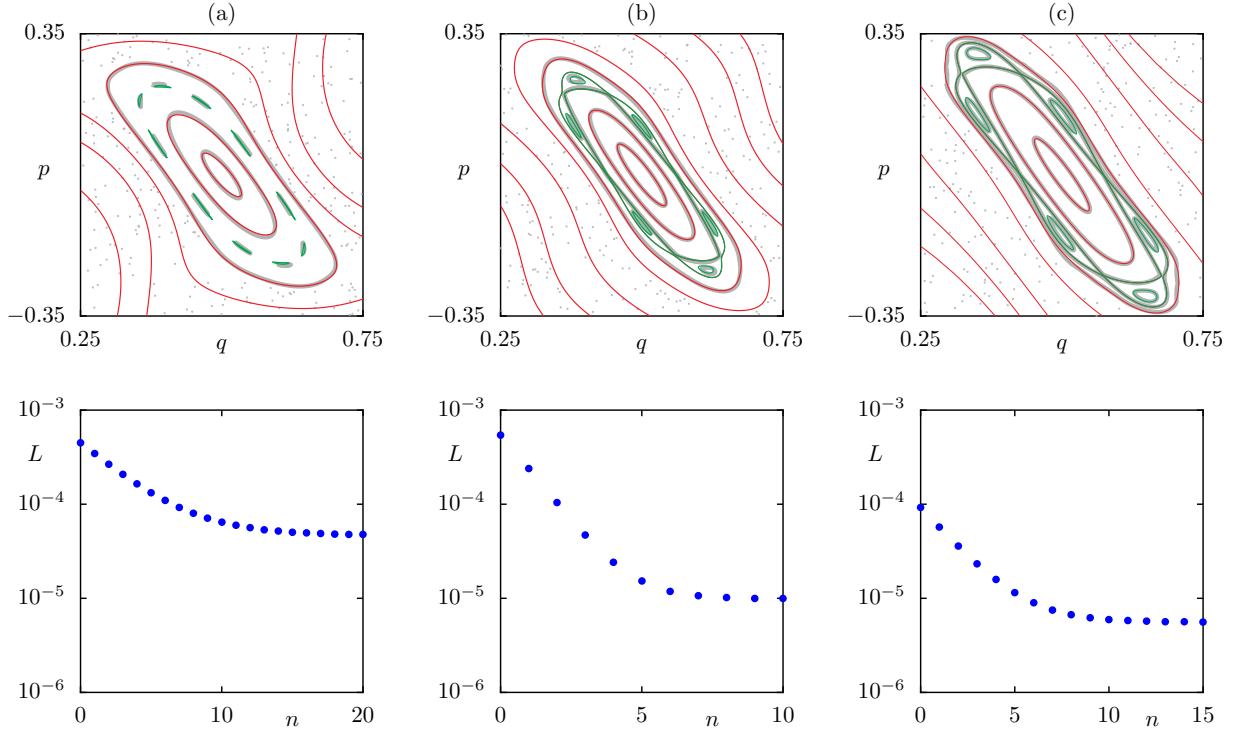 (a) (b) (c)
0.35 0.35 0.35
p p p
−0.35 −0.35 −0.35
0.25 q 0.75 0.25 q 0.75 0.25 q 0.75
10⁻³ 10⁻³ 10⁻³
L L L
10⁻⁴ 10⁻⁴ 10⁻⁴
10⁻⁵ 10⁻⁵ 10⁻⁵
10⁻⁶ 10⁻⁶ 10⁻⁶
0 10 n 20 0 5 n 10 0 5 10 n 15